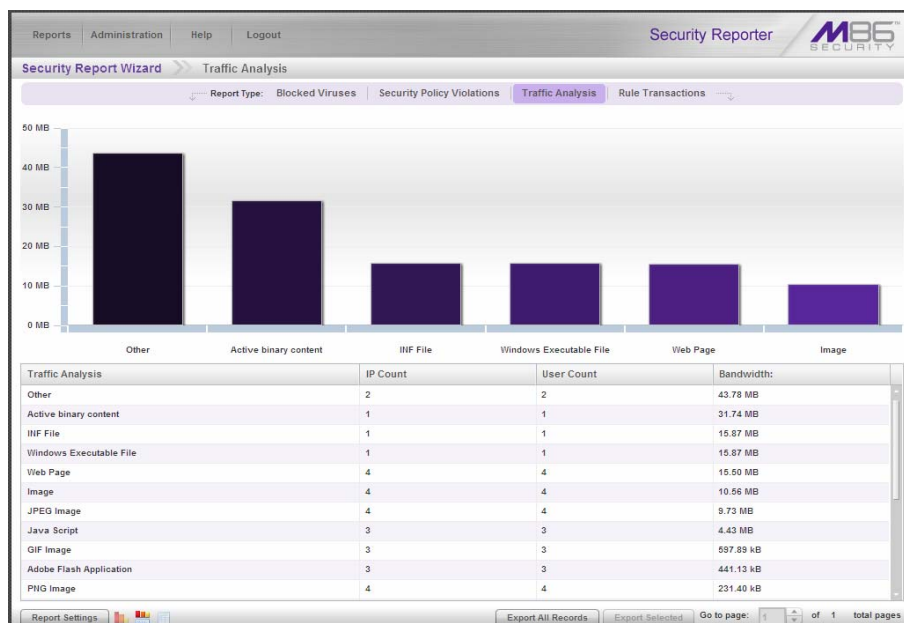 Reports Administration Help Logout Security Reporter M86 SECURITY
Security Report Wizard Traffic Analysis
Report Type: Blocked Viruses Security Policy Violations Traffic Analysis Rule Transactions
50 MB
40 MB
30 MB
20 MB
10 MB
0 MB
Other Active binary content INF File Windows Executable File Web Page Image
Traffic Analysis IP Count User Count Bandwidth:
Other 2 2 43.78 MB
Active binary content 1 1 31.74 MB
INF File 1 1 15.87 MB
Windows Executable File 1 1 15.87 MB
Web Page 4 4 15.50 MB
Image 4 4 10.56 MB
JPEG Image 4 4 9.73 MB
Java Script 3 3 4.43 MB
GIF Image 3 3 597.89 kB
Adobe Flash Application 3 3 441.13 kB
PNG Image 4 4 231.40 kB
Report Settings Export All Records Export Selected Go to page: 1 of 1 total pages